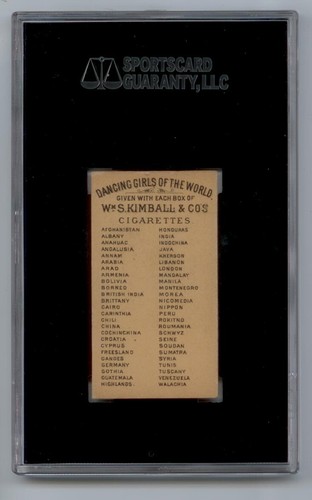 SPORTSCARD
GUARANTY, LLC
DANCING GIRLS OF THE WORLD.
GIVEN WITH EACH BOX OF
WM S. KIMBALL & CO'S
CIGARETTES.
AFGHANISTAN HONDURAS
ALBANY INDIA
ANAHUAC INDOCHINA
ANDALUSIA JAVA
ANNAM KHERSON
ARABIA LIBANON
ARAD LONDON
ARMENIA MANDALAY
BOLIVIA MANILA
BORNEO MONTENEGRO
BRITISH INDIA MOREA
BRITTANY NICOMEDIA
CAIRO NIPPON
CARINTHIA PERU
CHILI POKITNO
CHINA ROUMANIA
COCHINCHINA SCHWYZ
CROATIA SEINE
CYPRUS SOUDAN
FREESLAND SUMATRA
GANGES SYRIA
GERMANY TUNIS
GOTHIA TUSCANY
GUATEMALA VENEZUELA
HIGHLANDS. WALACHIA